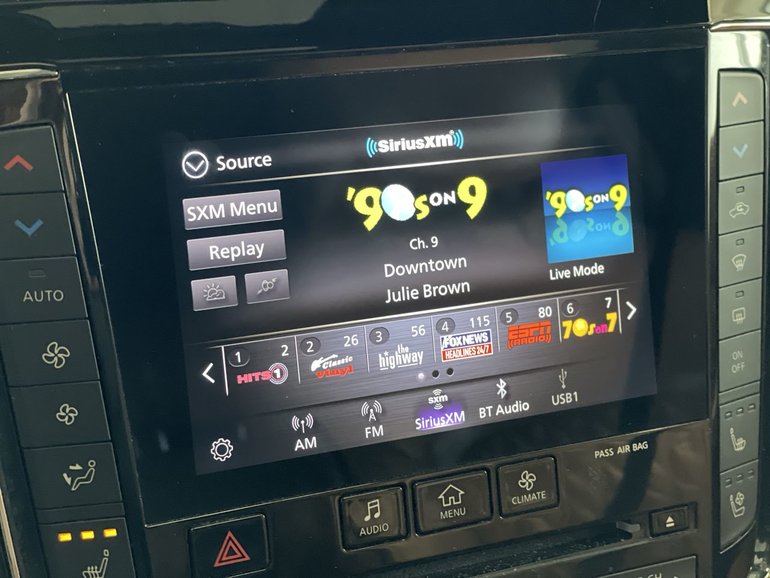 SiriusXM
Source
SXM Menu
Replay
'90s ON 9
Ch. 9
Downtown
Julie Brown
'90s ON 9
Live Mode
1 2 HITS 1
2 26 Classic Vinyl
3 56 the highway
4 115 FOX NEWS HEADLINES 24/7
5 80 ESPN RADIO
6 7 70s on 7
AM
FM
sxm
SiriusXM
BT Audio
USB1
AUTO
ON
OFF
PASS AIR BAG
AUDIO
MENU
CLIMATE